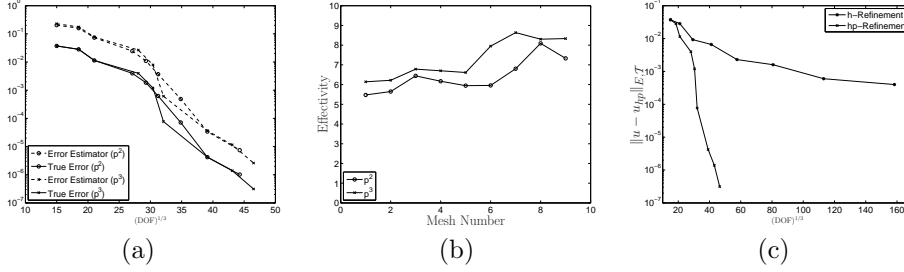 10^0
10^{-1}
10^{-2}
10^{-3}
10^{-4}
10^{-5}
10^{-6}
10^{-7}
10 15 20 25 30 35 40 45 50
(DOF)^{1/3}
Error Estimator (p^2)
True Error (p^2)
Error Estimator (p^3)
True Error (p^3)
(a)
10
9
8
7
6
5
4
3
2
1
0
0 2 4 6 8 10
Effectivity
Mesh Number
p^2
p^3
(b)
10^{-1}
10^{-2}
10^{-3}
10^{-4}
10^{-5}
10^{-6}
10^{-7}
20 40 60 80 100 120 140 160
‖u − u_{hp}‖_{E,T}
(DOF)^{1/3}
h−Refinement
hp−Refinement
(c)